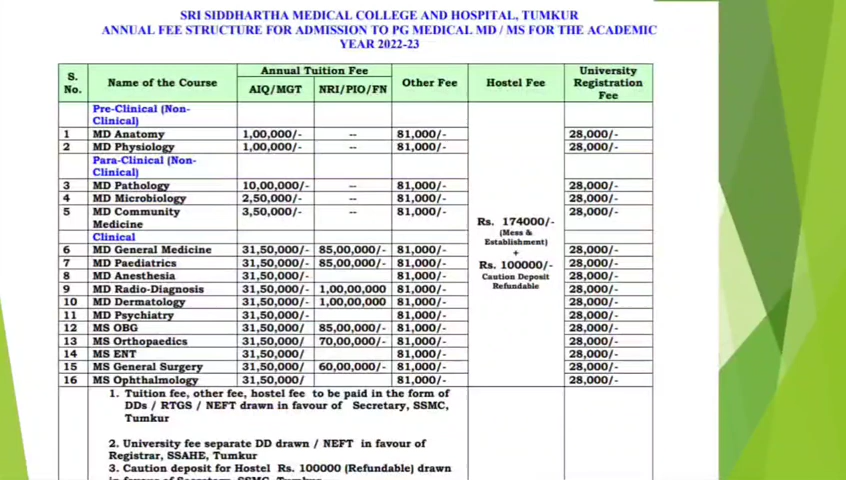 SRI SIDDHARTHA MEDICAL COLLEGE AND HOSPITAL, TUMKUR
ANNUAL FEE STRUCTURE FOR ADMISSION TO PG MEDICAL MD / MS FOR THE ACADEMIC
YEAR 2022-23
S. No. Name of the Course Annual Tuition Fee AIQ/MGT NRI/PIO/FN Other Fee Hostel Fee University Registration Fee
Pre-Clinical (Non-
Clinical)
1 MD Anatomy 1,00,000/- -- 81,000/- 28,000/-
2 MD Physiology 1,00,000/- -- 81,000/- 28,000/-
Para-Clinical (Non-
Clinical)
3 MD Pathology 10,00,000/- -- 81,000/- 28,000/-
4 MD Microbiology 2,50,000/- -- 81,000/- 28,000/-
5 MD Community 3,50,000/- -- 81,000/- 28,000/-
Medicine
Clinical
Rs. 174000/-
(Mess &
Establishment)
+
Rs. 100000/-
Caution Deposit
Refundable
6 MD General Medicine 31,50,000/- 85,00,000/- 81,000/- 28,000/-
7 MD Paediatrics 31,50,000/- 85,00,000/- 81,000/- 28,000/-
8 MD Anesthesia 31,50,000/- 81,000/- 28,000/-
9 MD Radio-Diagnosis 31,50,000/- 1,00,00,000 81,000/- 28,000/-
10 MD Dermatology 31,50,000/- 1,00,00,000 81,000/- 28,000/-
11 MD Psychiatry 31,50,000/- 81,000/- 28,000/-
12 MS OBG 31,50,000/ 85,00,000/- 81,000/- 28,000/-
13 MS Orthopaedics 31,50,000/ 70,00,000/- 81,000/- 28,000/-
14 MS ENT 31,50,000/ 81,000/- 28,000/-
15 MS General Surgery 31,50,000/ 60,00,000/- 81,000/- 28,000/-
16 MS Ophthalmology 31,50,000/ 81,000/- 28,000/-
1. Tuition fee, other fee, hostel fee to be paid in the form of
DDs / RTGS / NEFT drawn in favour of Secretary, SSMC,
Tumkur
2. University fee separate DD drawn / NEFT in favour of
Registrar, SSAHE, Tumkur
3. Caution deposit for Hostel Rs. 100000 (Refundable) drawn